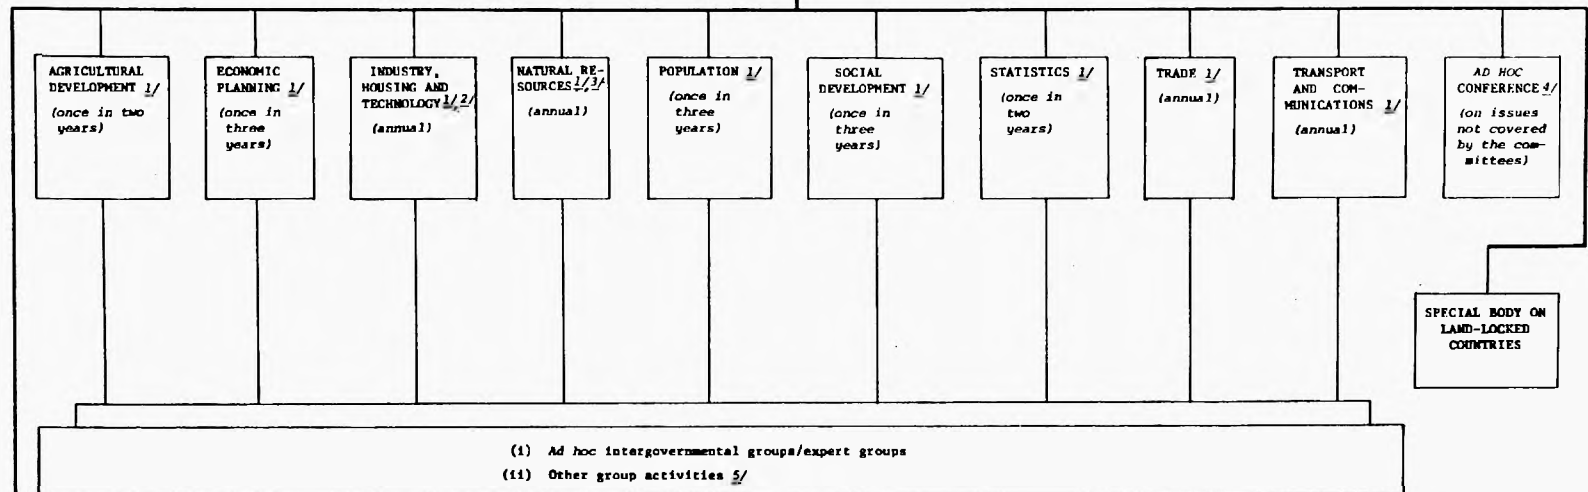 AGRICULTURAL
DEVELOPMENT 1/
(once in two
years)
ECONOMIC
PLANNING 1/
(once in
three
years)
INDUSTRY,
HOUSING AND
TECHNOLOGY 1/, 2/
(annual)
NATURAL RE-
SOURCES 1/, 3/
(annual)
POPULATION 1/
(once in
three
years)
SOCIAL
DEVELOPMENT 1/
(once in
three
years)
STATISTICS 1/
(once in
two
years)
TRADE 1/
(annual)
TRANSPORT
AND COM-
MUNICATIONS 1/
(annual)
AD HOC
CONFERENCE 4/
(on issues
not covered
by the com-
mittees)
SPECIAL BODY ON
LAND-LOCKED
COUNTRIES
(i) Ad hoc intergovernmental groups/expert groups
(ii) Other group activities 5/